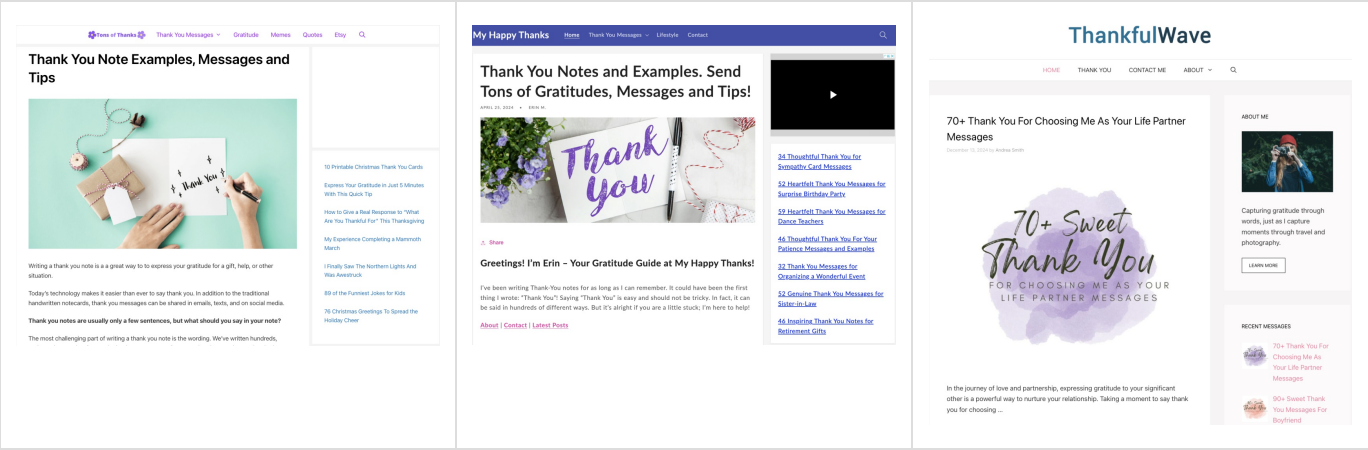 Tons of Thanks
Thank You Messages
Gratitude
Memes
Quotes
Etsy
Thank You Note Examples, Messages and
Tips
Thank You
Writing a thank you note is a great way to to express your gratitude for a gift, help, or other
situation.
Today's technology makes it easier than ever to say thank you. In addition to the traditional
handwritten notecards, thank you messages can be shared in emails, texts, and on social media.
Thank you notes are usually only a few sentences, but what should you say in your note?
The most challenging part of writing a thank you note is the wording. We've written hundreds,
10 Printable Christmas Thank You Cards
Express Your Gratitude in Just 5 Minutes
With This Quick Tip
How to Give a Real Response to "What
Are You Thankful For" This Thanksgiving
My Experience Completing a Mammoth
March
I Finally Saw The Northern Lights And
Was Awestruck
89 of the Funniest Jokes for Kids
76 Christmas Greetings To Spread the
Holiday Cheer
My Happy Thanks
Home
Thank You Messages
Lifestyle
Contact
Thank You Notes and Examples. Send
Tons of Gratitudes, Messages and Tips!
APRIL 23, 2024 • ERIN M.
Thank
You
Share
Greetings! I'm Erin – Your Gratitude Guide at My Happy Thanks!
I've been writing Thank-You notes for as long as I can remember. It could have been the first
thing I wrote: "Thank You"! Saying "Thank You" is easy and should not be tricky. In fact, it can
be said in hundreds of different ways. But it's alright if you are a little stuck; I'm here to help!
About | Contact | Latest Posts
34 Thoughtful Thank You for
Sympathy Card Messages
52 Heartfelt Thank You Messages for
Surprise Birthday Party
59 Heartfelt Thank You Messages for
Dance Teachers
46 Thoughtful Thank You For Your
Patience Messages and Examples
32 Thank You Messages for
Organizing a Wonderful Event
52 Genuine Thank You Messages for
Sister-in-Law
46 Inspiring Thank You Notes for
Retirement Gifts
ThankfulWave
HOME
THANK YOU
CONTACT ME
ABOUT
70+ Thank You For Choosing Me As Your Life Partner
Messages
by Andrea Smith
70+ Sweet
Thank You
FOR CHOOSING ME AS YOUR
LIFE PARTNER MESSAGES
In the journey of love and partnership, expressing gratitude to your significant
other is a powerful way to nurture your relationship. Taking a moment to say thank
you for choosing ...
ABOUT ME
Capturing gratitude through
words, just as I capture
moments through travel and
photography.
LEARN MORE
RECENT MESSAGES
70+ Thank You For
Choosing Me As
Your Life Partner
Messages
90+ Sweet Thank
You Messages For
Boyfriend